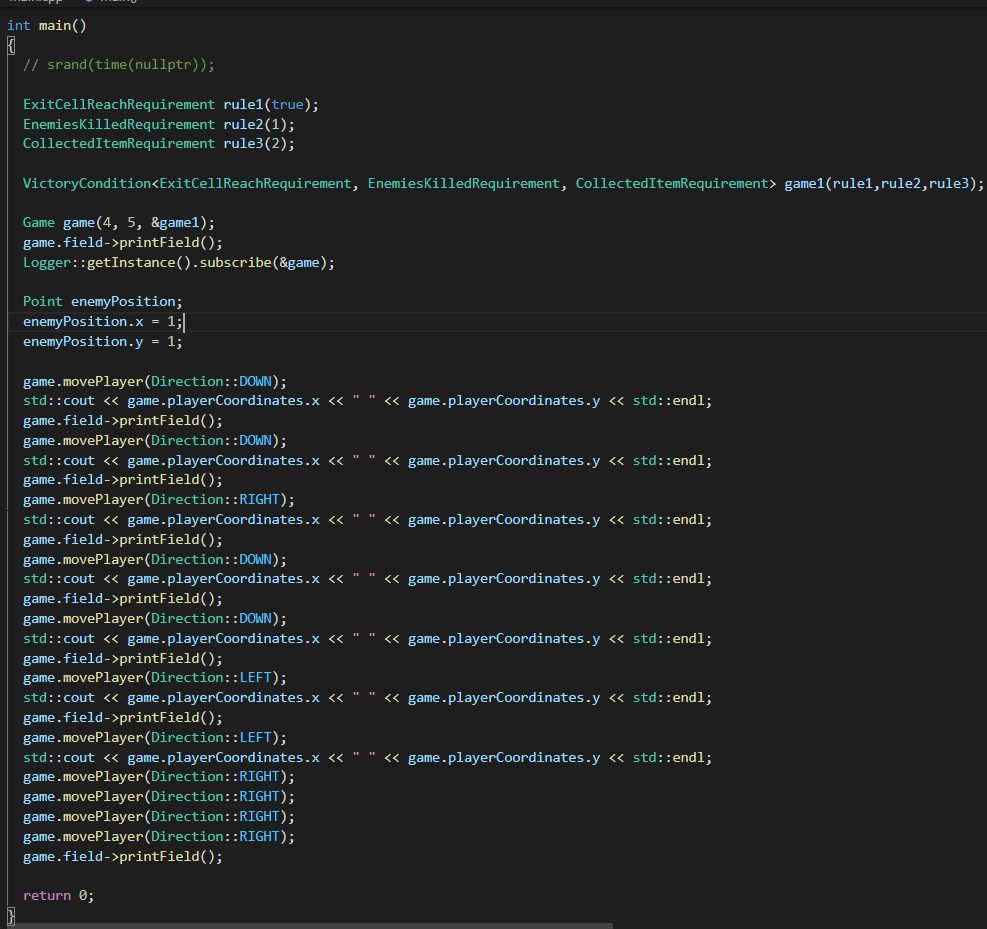 int main()
{
// srand(time(nullptr));
ExitCellReachRequirement rule1(true);
EnemiesKilledRequirement rule2(1);
CollectedItemRequirement rule3(2);
VictoryCondition<ExitCellReachRequirement, EnemiesKilledRequirement, CollectedItemRequirement> game1(rule1,rule2,rule3);
Game game(4, 5, &game1);
game.field->printField();
Logger::getInstance().subscribe(&game);
Point enemyPosition;
enemyPosition.x = 1;
enemyPosition.y = 1;
game.movePlayer(Direction::DOWN);
std::cout << game.playerCoordinates.x << " " << game.playerCoordinates.y << std::endl;
game.field->printField();
game.movePlayer(Direction::DOWN);
std::cout << game.playerCoordinates.x << " " << game.playerCoordinates.y << std::endl;
game.field->printField();
game.movePlayer(Direction::RIGHT);
std::cout << game.playerCoordinates.x << " " << game.playerCoordinates.y << std::endl;
game.field->printField();
game.movePlayer(Direction::DOWN);
std::cout << game.playerCoordinates.x << " " << game.playerCoordinates.y << std::endl;
game.field->printField();
game.movePlayer(Direction::DOWN);
std::cout << game.playerCoordinates.x << " " << game.playerCoordinates.y << std::endl;
game.field->printField();
game.movePlayer(Direction::LEFT);
std::cout << game.playerCoordinates.x << " " << game.playerCoordinates.y << std::endl;
game.field->printField();
game.movePlayer(Direction::LEFT);
std::cout << game.playerCoordinates.x << " " << game.playerCoordinates.y << std::endl;
game.movePlayer(Direction::RIGHT);
game.movePlayer(Direction::RIGHT);
game.movePlayer(Direction::RIGHT);
game.movePlayer(Direction::RIGHT);
game.field->printField();
return 0;
}